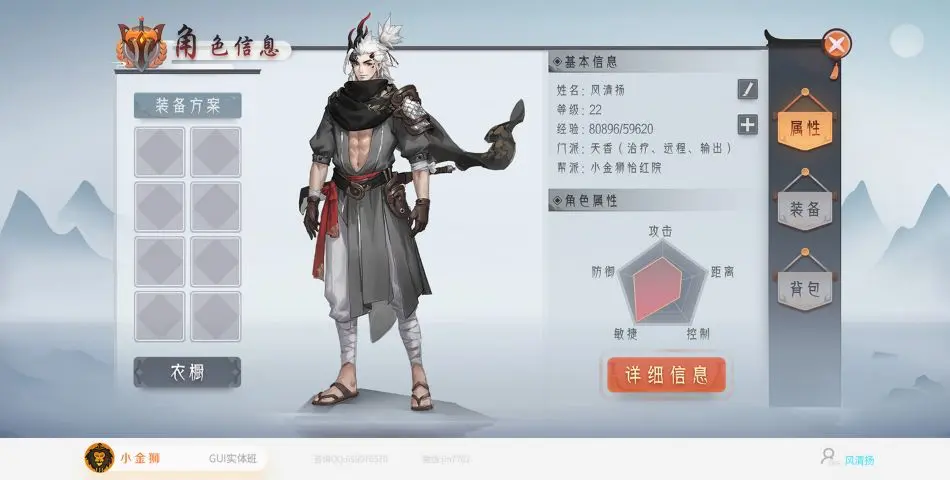 角色信息
装备方案
衣橱
基本信息
姓名：风清扬
等级：22
经验：80896/59620
门派：天香（治疗、远程、输出）
帮派：小金狮怡红院
角色属性
攻击
防御
距离
敏捷
控制
详细信息
属性
装备
背包
小金狮
GUI实体班
风清扬